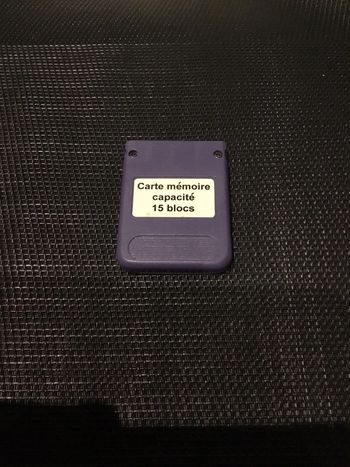 Carte mémoire
capacité
15 blocs